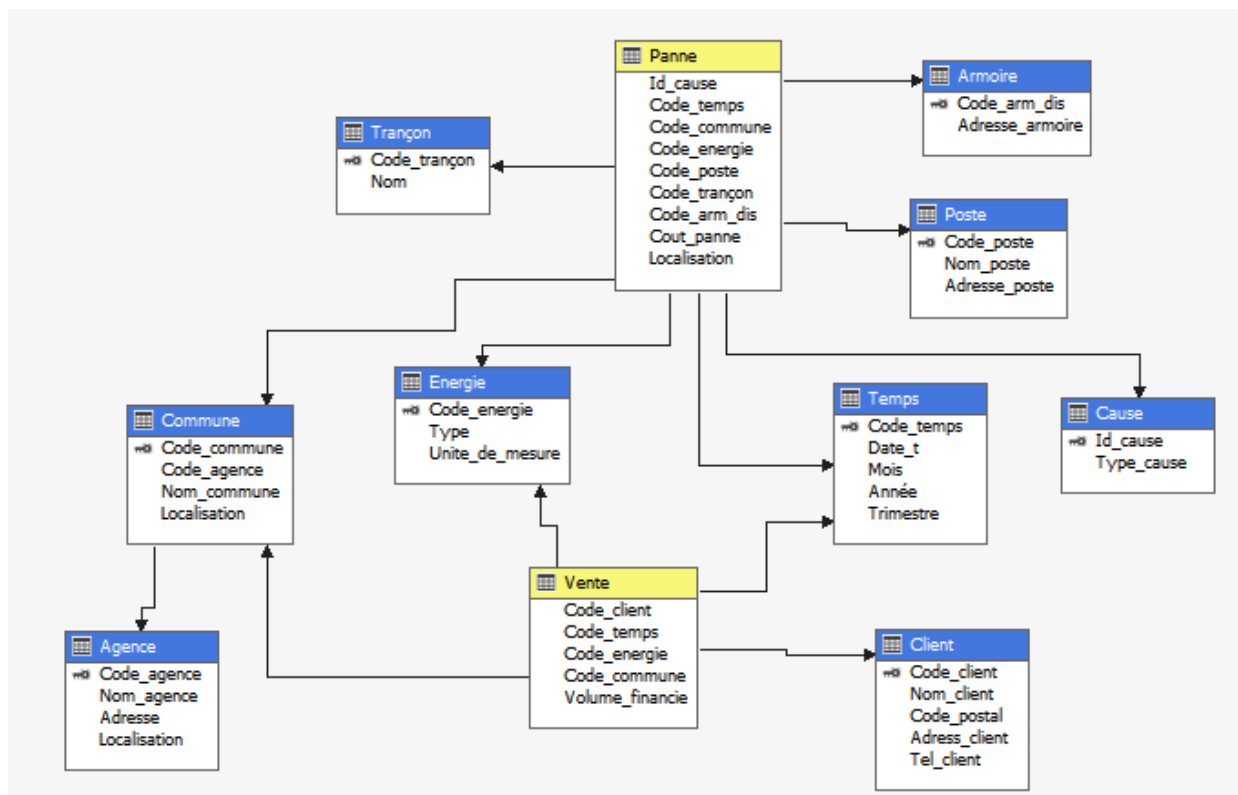 Panne
Id_cause
Code_temps
Code_commune
Code_energie
Code_poste
Code_trançon
Code_arm_dis
Cout_panne
Localisation
Armoire
Code_arm_dis
Adresse_armoire
Trançon
Code_trançon
Nom
Poste
Code_poste
Nom_poste
Adresse_poste
Energie
Code_energie
Type
Unite_de_mesure
Temps
Code_temps
Date_t
Mois
Année
Trimestre
Cause
Id_cause
Type_cause
Commune
Code_commune
Code_agence
Nom_commune
Localisation
Vente
Code_client
Code_temps
Code_energie
Code_commune
Volume_financie
Agence
Code_agence
Nom_agence
Adresse
Localisation
Client
Code_client
Nom_client
Code_postal
Adress_client
Tel_client